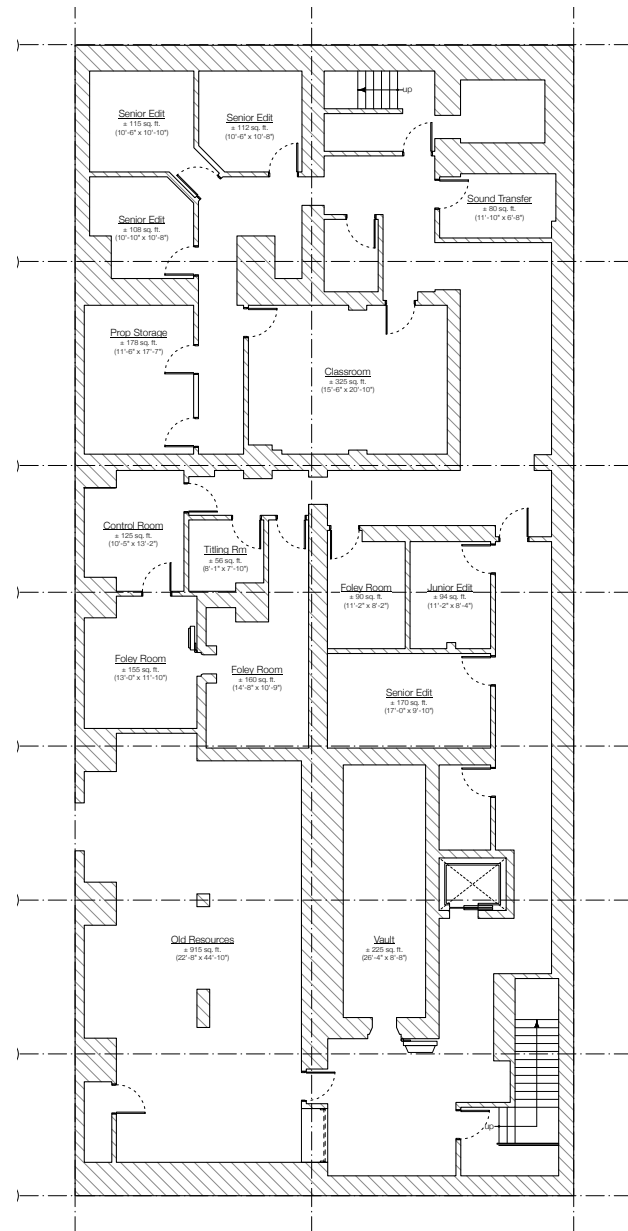 Senior Edit
± 115 sq. ft.
(10'-6" x 10'-10")
Senior Edit
± 112 sq. ft.
(10'-6" x 10'-8")
up
Senior Edit
± 108 sq. ft.
(10'-10" x 10'-8")
Sound Transfer
± 80 sq. ft.
(11'-10" x 6'-8")
Prop Storage
± 178 sq. ft.
(11'-6" x 17'-7")
Classroom
± 325 sq. ft.
(15'-6" x 20'-10")
Control Room
± 125 sq. ft.
(10'-5" x 13'-2")
Titling Rm
± 56 sq. ft.
(8'-1" x 7'-10")
Foley Room
± 90 sq. ft.
(11'-2" x 8'-2")
Junior Edit
± 94 sq. ft.
(11'-2" x 8'-4")
Foley Room
± 155 sq. ft.
(13'-0" x 11'-10")
Foley Room
± 160 sq. ft.
(14'-8" x 10'-9")
Senior Edit
± 170 sq. ft.
(17'-0" x 9'-10")
Old Resources
± 915 sq. ft.
(22'-8" x 44'-10")
Vault
± 225 sq. ft.
(26'-4" x 8'-8")
up